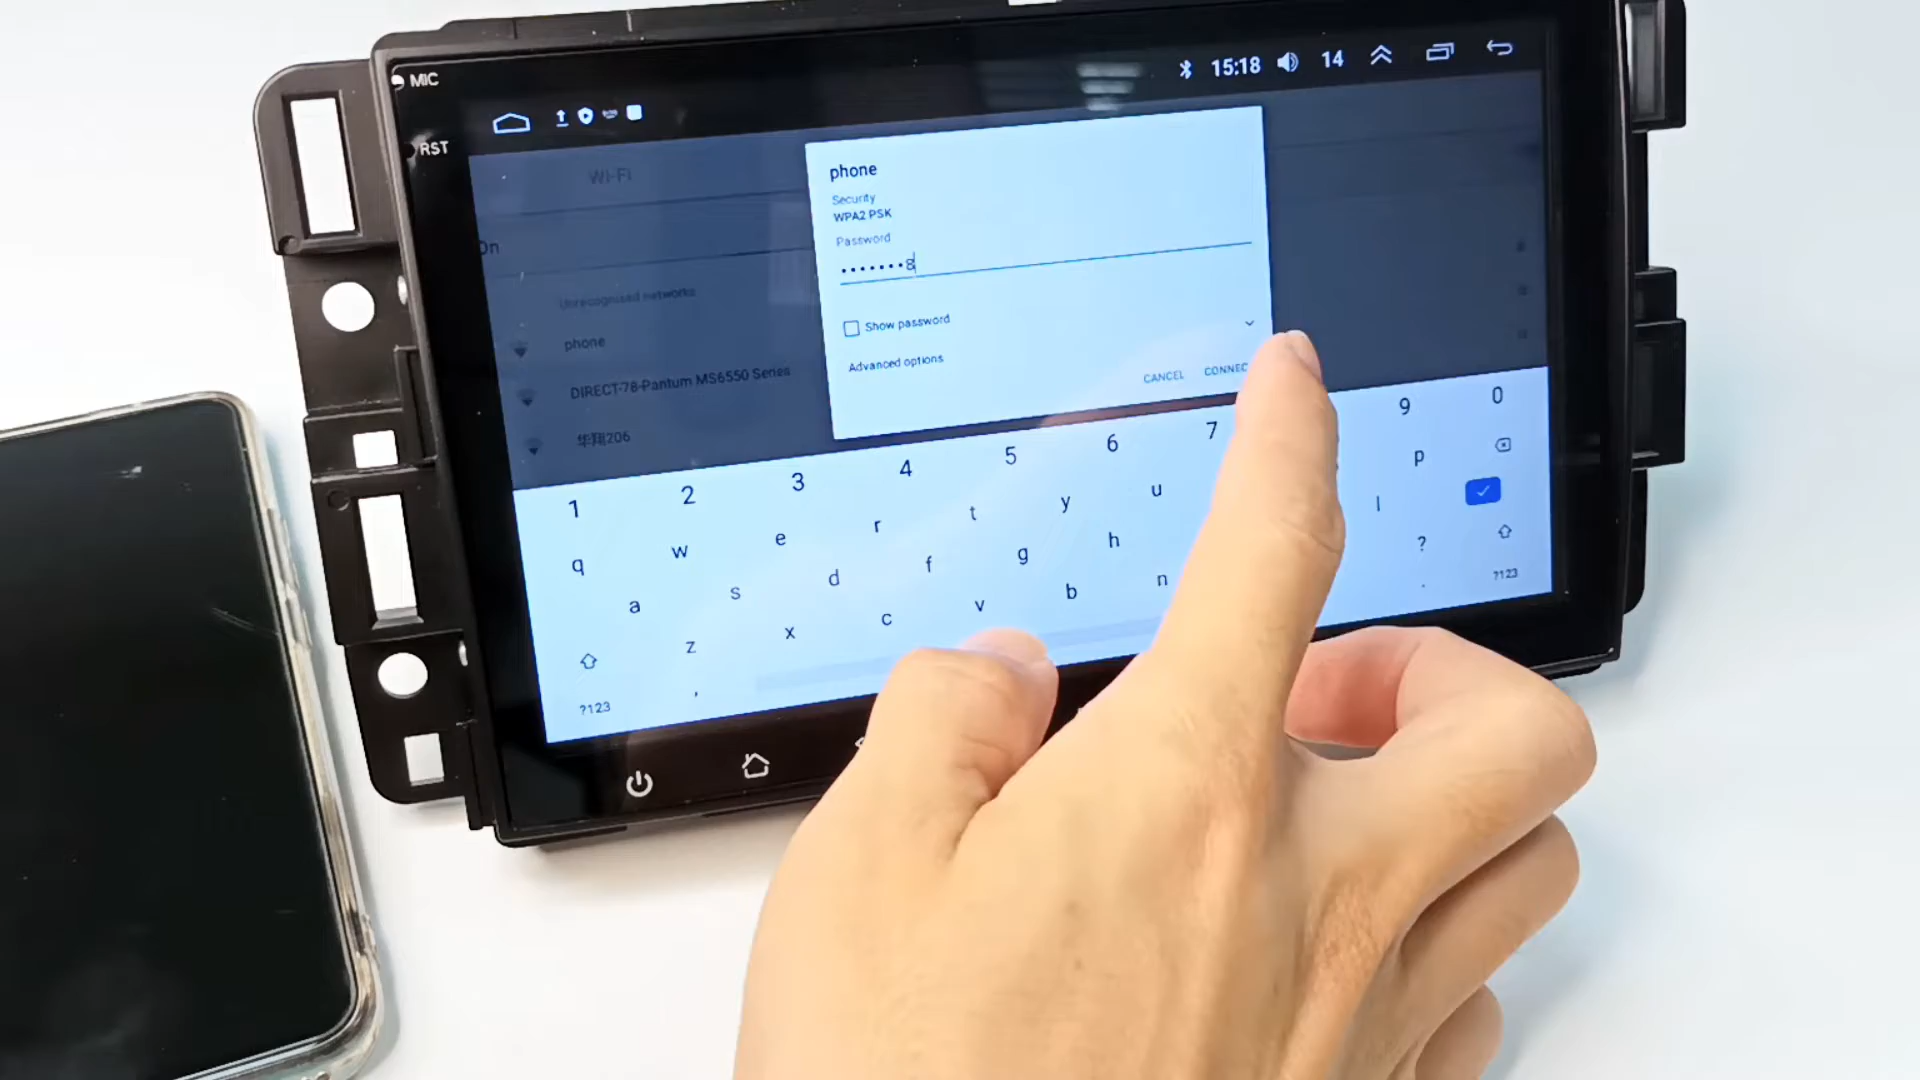 MIC
15:18 14
RST
Wi-Fi
On
Unrecognised networks
phone
DIRECT-78-Pantum MS6550 Series
华翔206
phone
Security
WPA2 PSK
Password
•••••••8
Show password
Advanced options
CANCEL CONNEC
1 2 3 4 5 6 7 9 0
q w e r t y u p
a s d f g h l
z x c v b n ?
?123 , . ?123